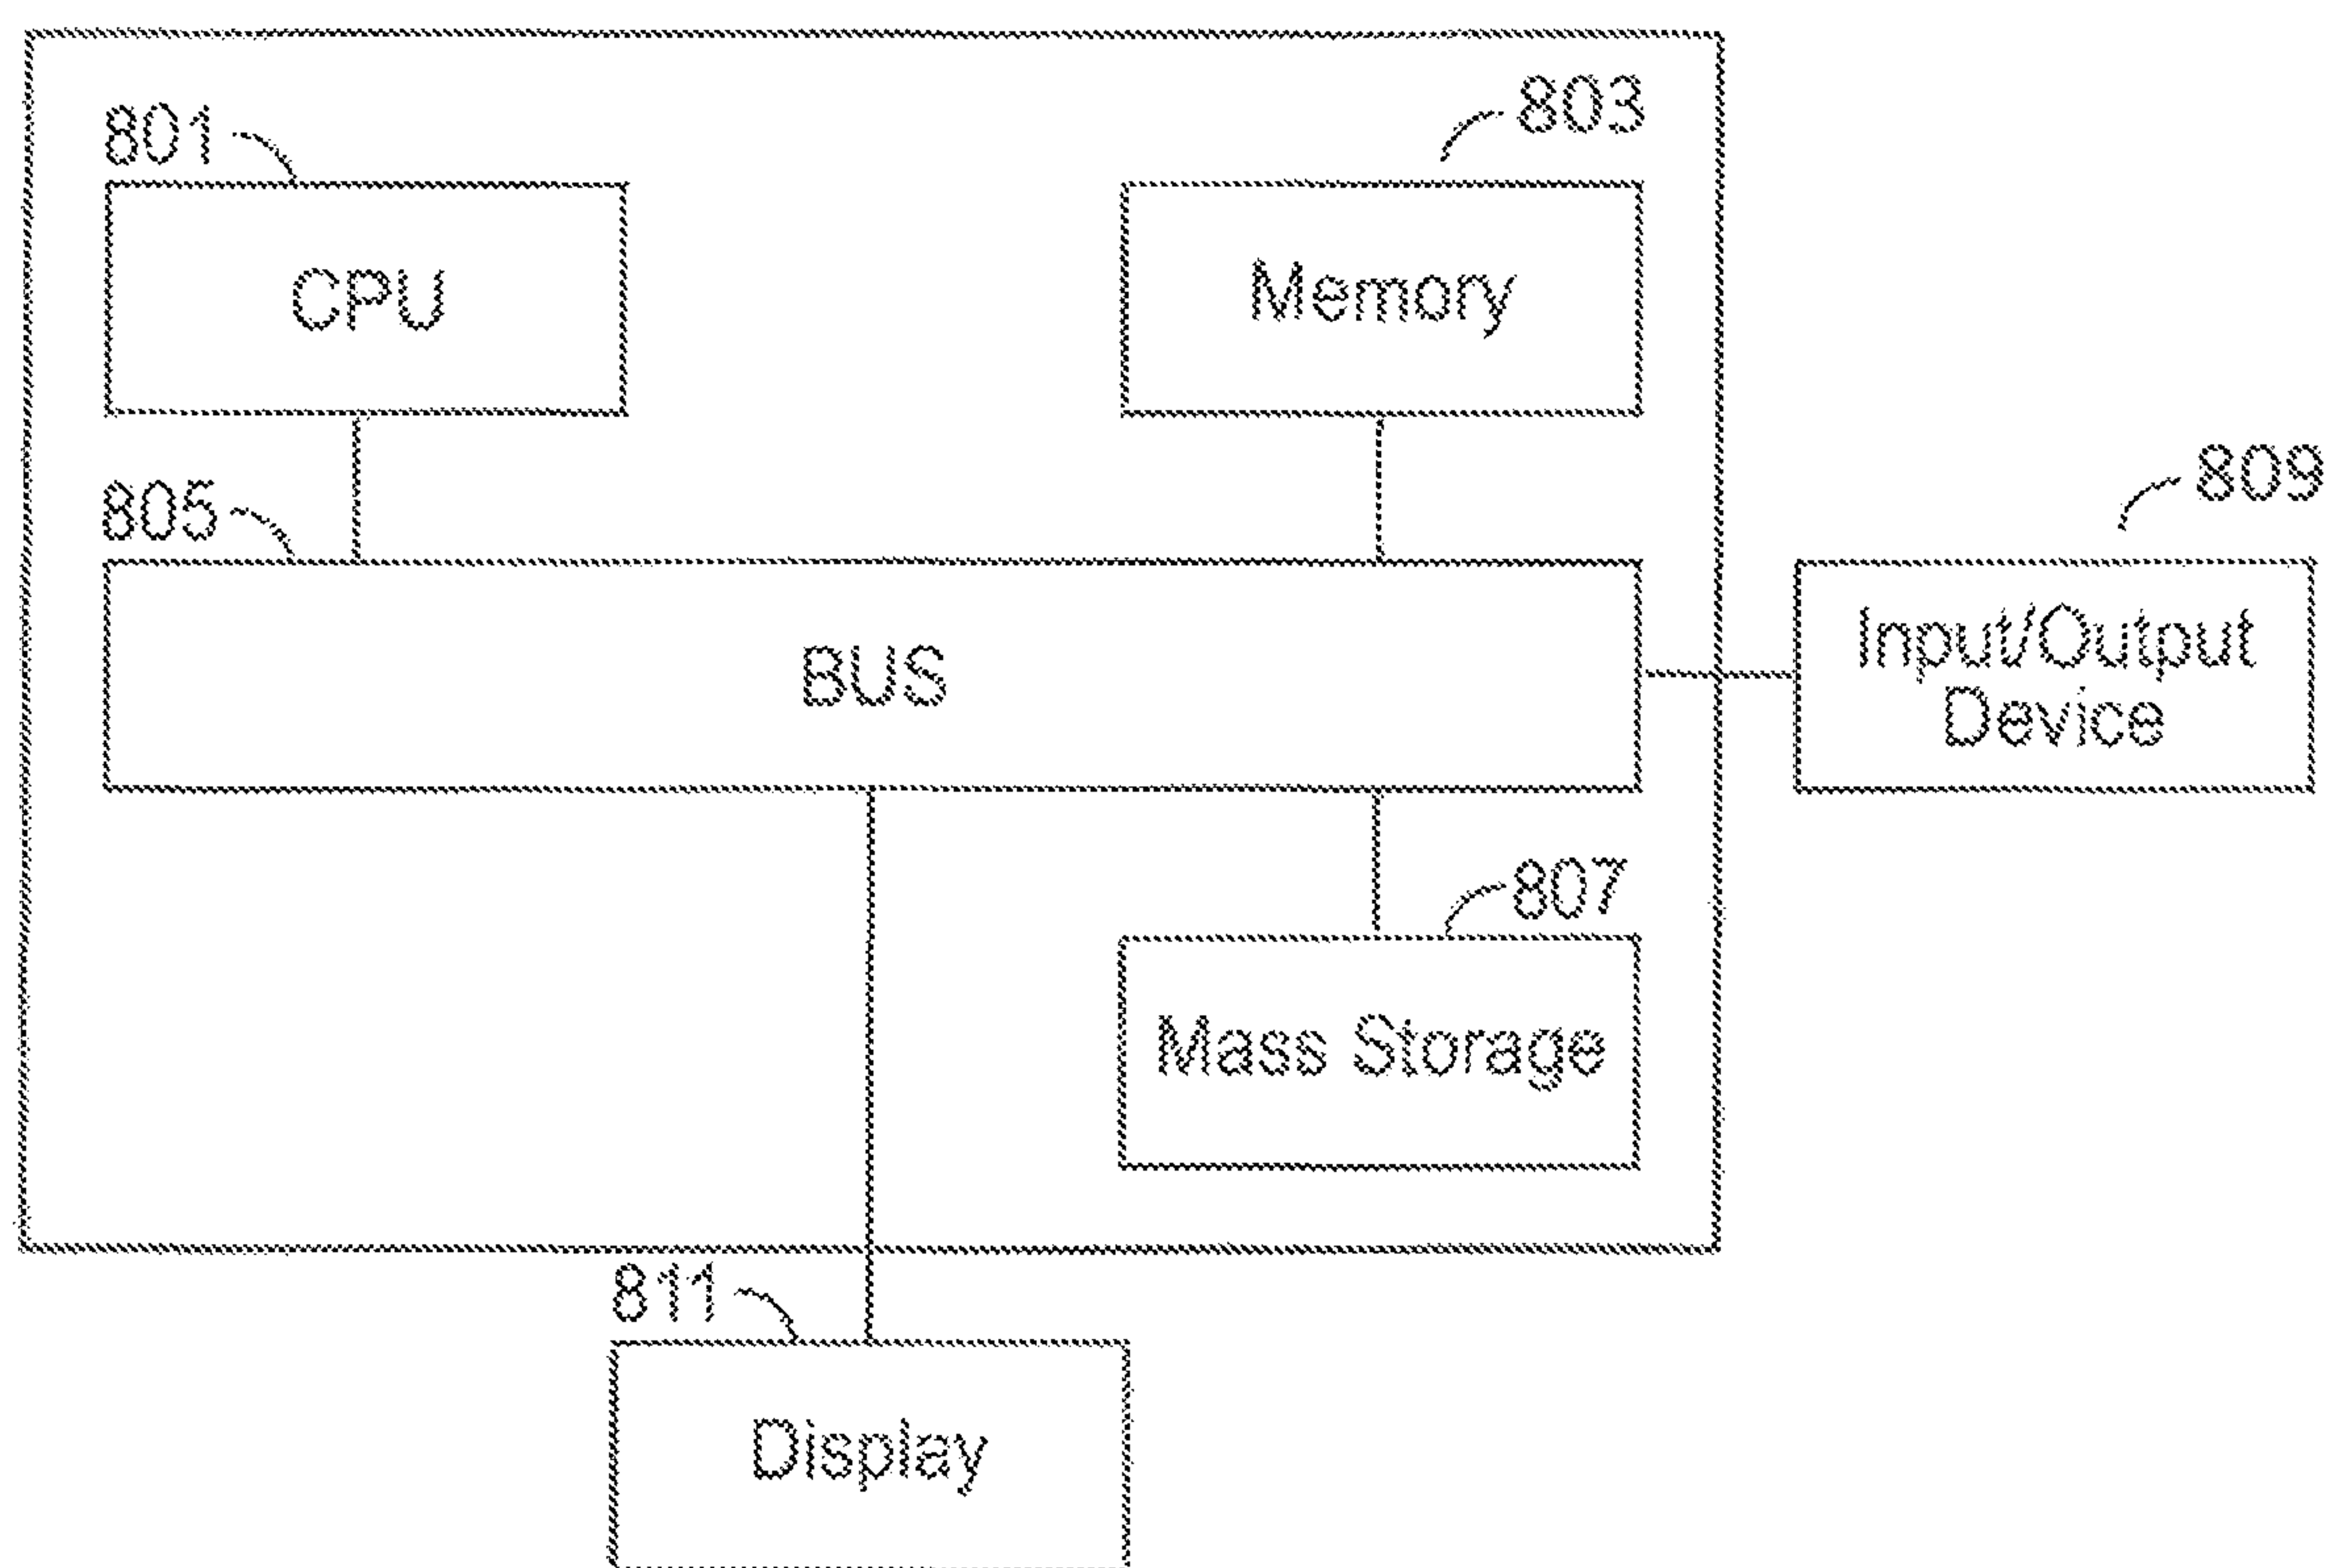 801
803
CPU
Memory
805
809
BUS
Input/Output
Device
807
Mass Storage
811
Display